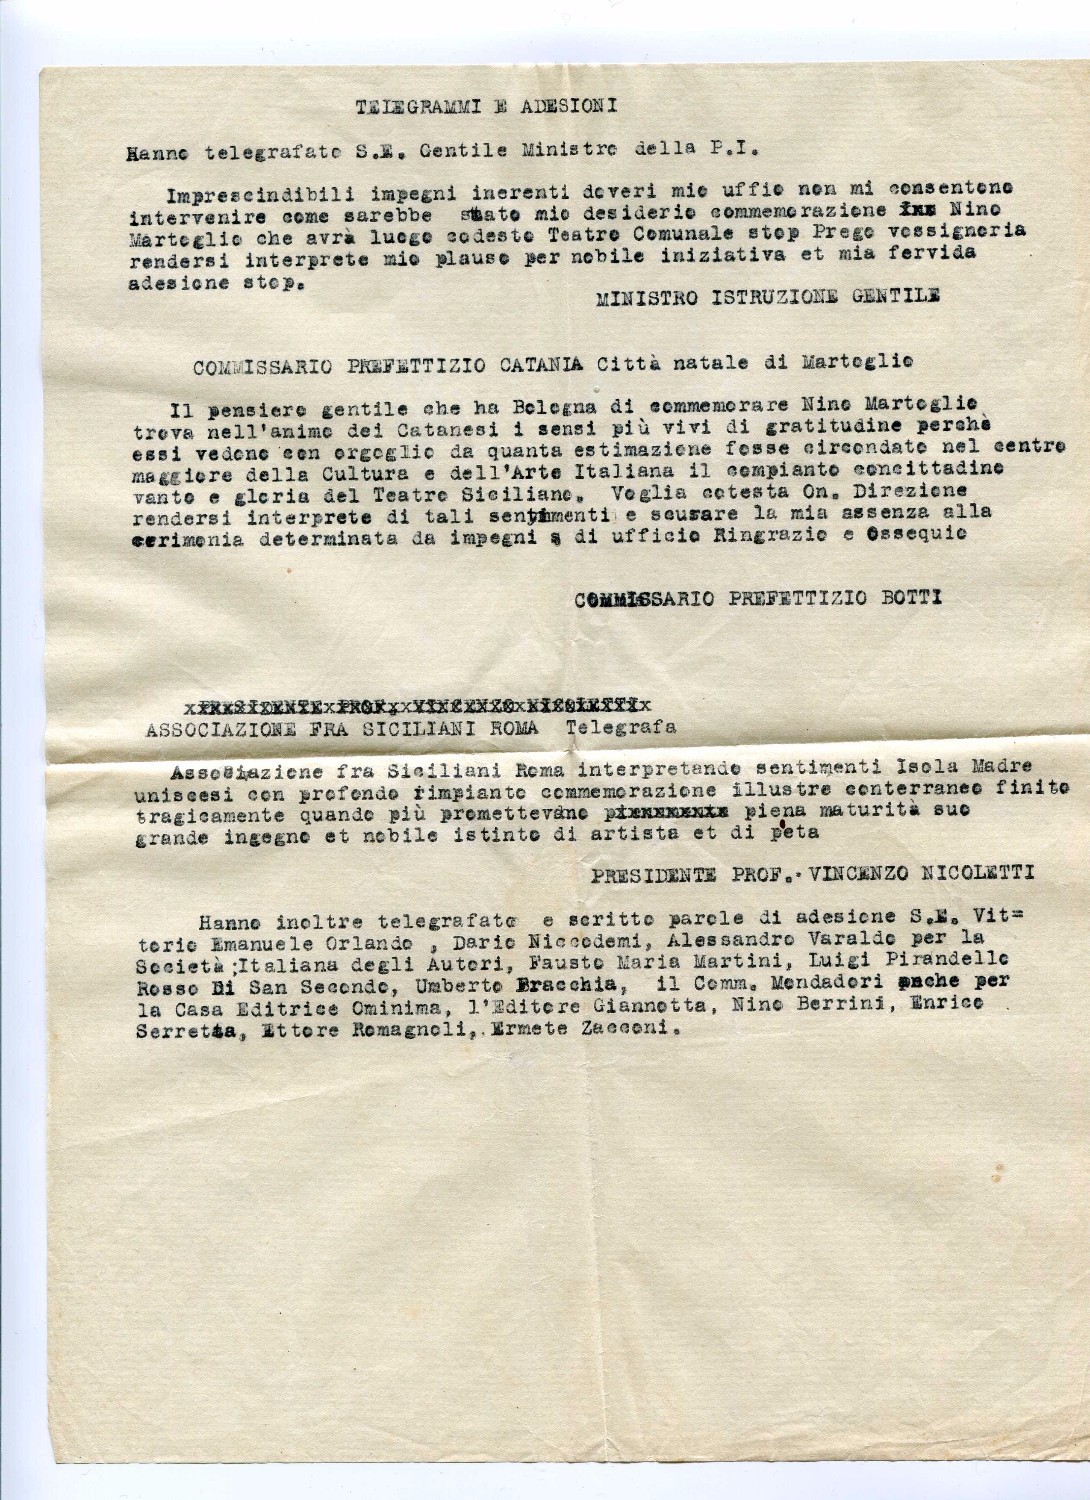 TELEGRAMMI E ADESIONI
Hanno telegrafato S.E. Gentile Ministro della P.I.
Imprescindibili impegni inerenti doveri mio uffio non mi consentono
intervenire come sarebbe stato mio desiderio commemorazione Nino
Martoglio che avrà luogo codesto Teatro Comunale stop Prego vossignoria
rendersi interprete mio plauso per nobile iniziativa et mia fervida
adesione stop.
MINISTRO ISTRUZIONE GENTILE
COMMISSARIO PREFETTIZIO CATANIA Città natale di Martoglio
Il pensiero gentile che ha Bologna di commemorare Nino Martoglio
trova nell'animo dei Catanesi i sensi più vivi di gratitudine perchè
essi vedono con orgoglio da quanta estimazione fosse circondato nel centro
maggiore della Cultura e dell'Arte Italiana il compianto concittadino
vanto e gloria del Teatro Siciliano. Voglia cotesta On. Direzione
rendersi interprete di tali sentimenti e scusare la mia assenza alla
cerimonia determinata da impegni di ufficio Ringrazio e Ossequio
COMMISSARIO PREFETTIZIO BOTTI
PRESIDENTE PROF. VINCENZO NICOLETTI
ASSOCIAZIONE FRA SICILIANI ROMA Telegrafa
Associazione fra Siciliani Roma interpretando sentimenti Isola Madre
uniscesi con profondo rimpianto commemorazione illustre conterraneo finito
tragicamente quando più promettevano piena maturità suo
grande ingegno et nobile istinto di artista et di peta
PRESIDENTE PROF. VINCENZO NICOLETTI
Hanno inoltre telegrafato e scritto parole di adesione S.E. Vit=
torio Emanuele Orlando , Dario Niccodemi, Alessandro Varaldo per la
Società ;Italiana degli Autori, Fausto Maria Martini, Luigi Pirandello
Rosso Di San Secondo, Umberto Fracchia, il Comm. Mondadori anche per
la Casa Editrice Ominima, l'Editore Giannotta, Nino Berrini, Enrico
Serretta, Ettore Romagnoli,.Ermete Zacconi.